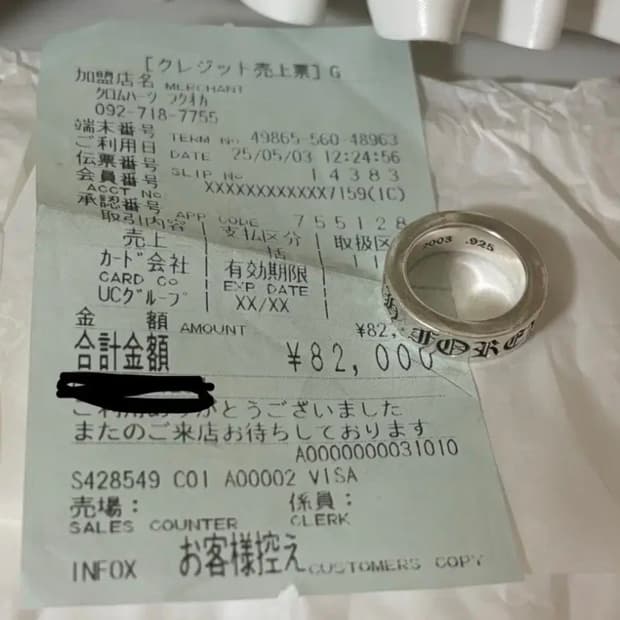 [クレジット売上票]G
加盟店名 MERCHANT
クロムハーツ フクオカ
092-718-7755
端末番号 TERM No. 49865-560-48963
ご利用日 DATE 25/05/03 12:24:56
伝票番号 SLIP No 14383
会員番号 ACCT No XXXXXXXXXXXX7159(IC)
承認番号 APP CODE 755128
取引内容 支払区分 取扱区
売上 一括 11
カード会社 有効期限
CARD CO EXP DATE
UCグループ XX/XX
金額 AMOUNT ¥82,
合計金額 ¥82,000
ご利用ありがとうございました
またのご来店お待ちしております
A0000000031010
S428549 C01 A00002 VISA
売場: 係員:
SALES COUNTER CLERK
INFOX お客様控え CUSTOMERS COPY
2003 .925
FORE